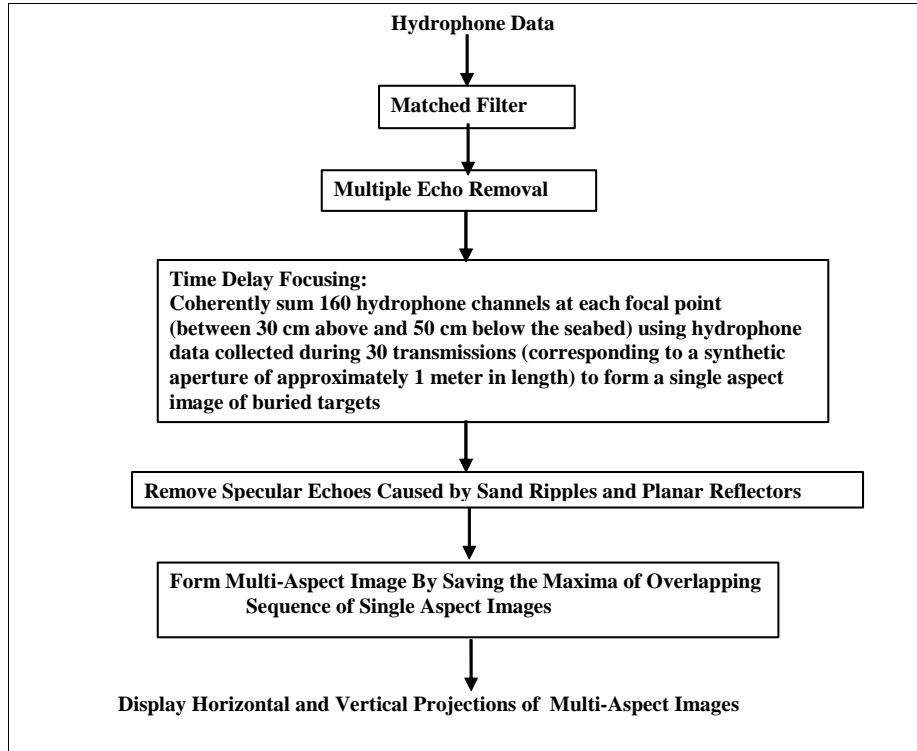 Hydrophone Data
Matched Filter
Multiple Echo Removal
Time Delay Focusing:
Coherently sum 160 hydrophone channels at each focal point
(between 30 cm above and 50 cm below the seabed) using hydrophone
data collected during 30 transmissions (corresponding to a synthetic
aperture of approximately 1 meter in length) to form a single aspect
image of buried targets
Remove Specular Echoes Caused by Sand Ripples and Planar Reflectors
Form Multi-Aspect Image By Saving the Maxima of Overlapping
Sequence of Single Aspect Images
Display Horizontal and Vertical Projections of Multi-Aspect Images